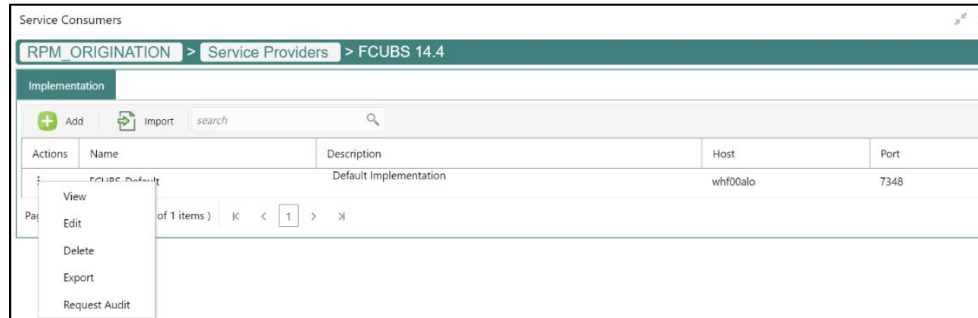 Service Consumers
RPM_ORIGINATION > Service Providers > FCUBS 14.4
Implementation
Add Import search
Actions Name Description Host Port
Default Implementation whf00alo 7348
View
of 1 items ) K < 1 > >|
Edit
Delete
Export
Request Audit